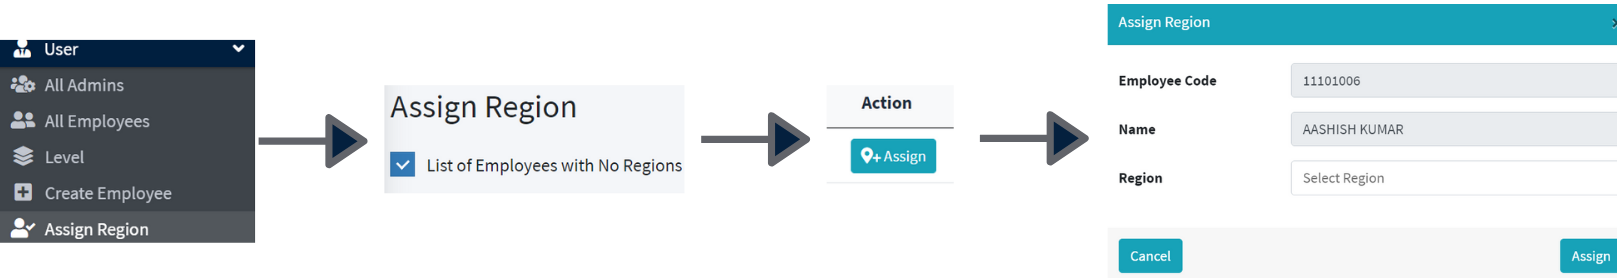 User
All Admins
All Employees
Level
Create Employee
Assign Region
Assign Region
List of Employees with No Regions
Action
Assign
Assign Region
Employee Code 11101006
Name AASHISH KUMAR
Region Select Region
Cancel Assign